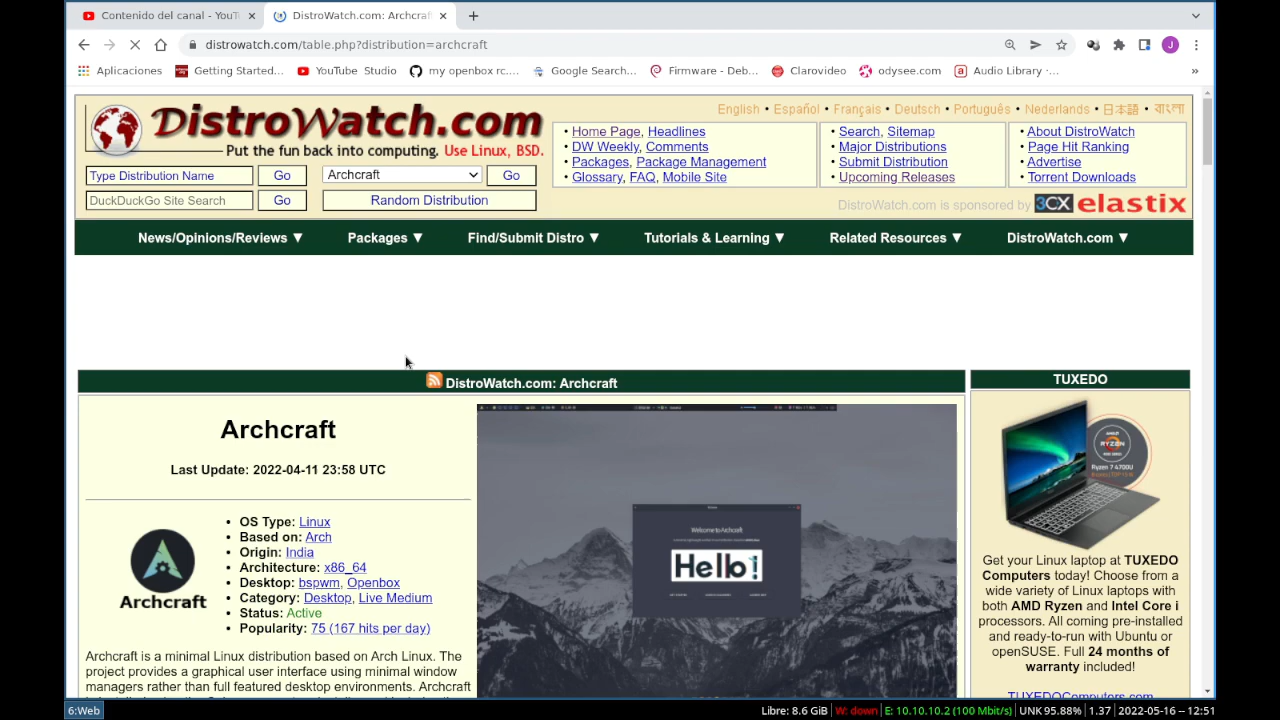 Contenido del canal - YouT
DistroWatch.com: Archcraf
distrowatch.com/table.php?distribution=archcraft
J
Aplicaciones
Getting Started...
YouTube Studio
my openbox rc....
Google Search...
Firmware - Deb...
Clarovideo
odysee.com
Audio Library -...
»
DistroWatch.com
Put the fun back into computing. Use Linux, BSD.
English • Español • Français • Deutsch • Português • Nederlands • 日本語 • বাংলা
Type Distribution Name Go
Archcraft Go
DuckDuckGo Site Search Go
Random Distribution
• Home Page, Headlines
• DW Weekly, Comments
• Packages, Package Management
• Glossary, FAQ, Mobile Site
• Search, Sitemap
• Major Distributions
• Submit Distribution
• Upcoming Releases
• About DistroWatch
• Page Hit Ranking
• Advertise
• Torrent Downloads
DistroWatch.com is sponsored by 3CX elastix
News/Opinions/Reviews ▼ Packages ▼ Find/Submit Distro ▼ Tutorials & Learning ▼ Related Resources ▼ DistroWatch.com ▼
DistroWatch.com: Archcraft
Archcraft
Last Update: 2022-04-11 23:58 UTC
Archcraft
• OS Type: Linux
• Based on: Arch
• Origin: India
• Architecture: x86_64
• Desktop: bspwm, Openbox
• Category: Desktop, Live Medium
• Status: Active
• Popularity: 75 (167 hits per day)
Archcraft is a minimal Linux distribution based on Arch Linux. The
project provides a graphical user interface using minimal window
managers rather than full featured desktop environments. Archcraft
Welcome to Archcraft
Hello!
TUXEDO
AMD
RYZEN
Ryzen 7 4700U
Get your Linux laptop at TUXEDO
Computers today! Choose from a
wide variety of Linux laptops with
both AMD Ryzen and Intel Core i
processors. All coming pre-installed
and ready-to-run with Ubuntu or
openSUSE. Full 24 months of
warranty included!
TUXEDOComputers.com
6:Web
Libre: 8.6 GiB | W: down | E: 10.10.10.2 (100 Mbit/s) | UNK 95.88% | 1.37 | 2022-05-16 -- 12:51